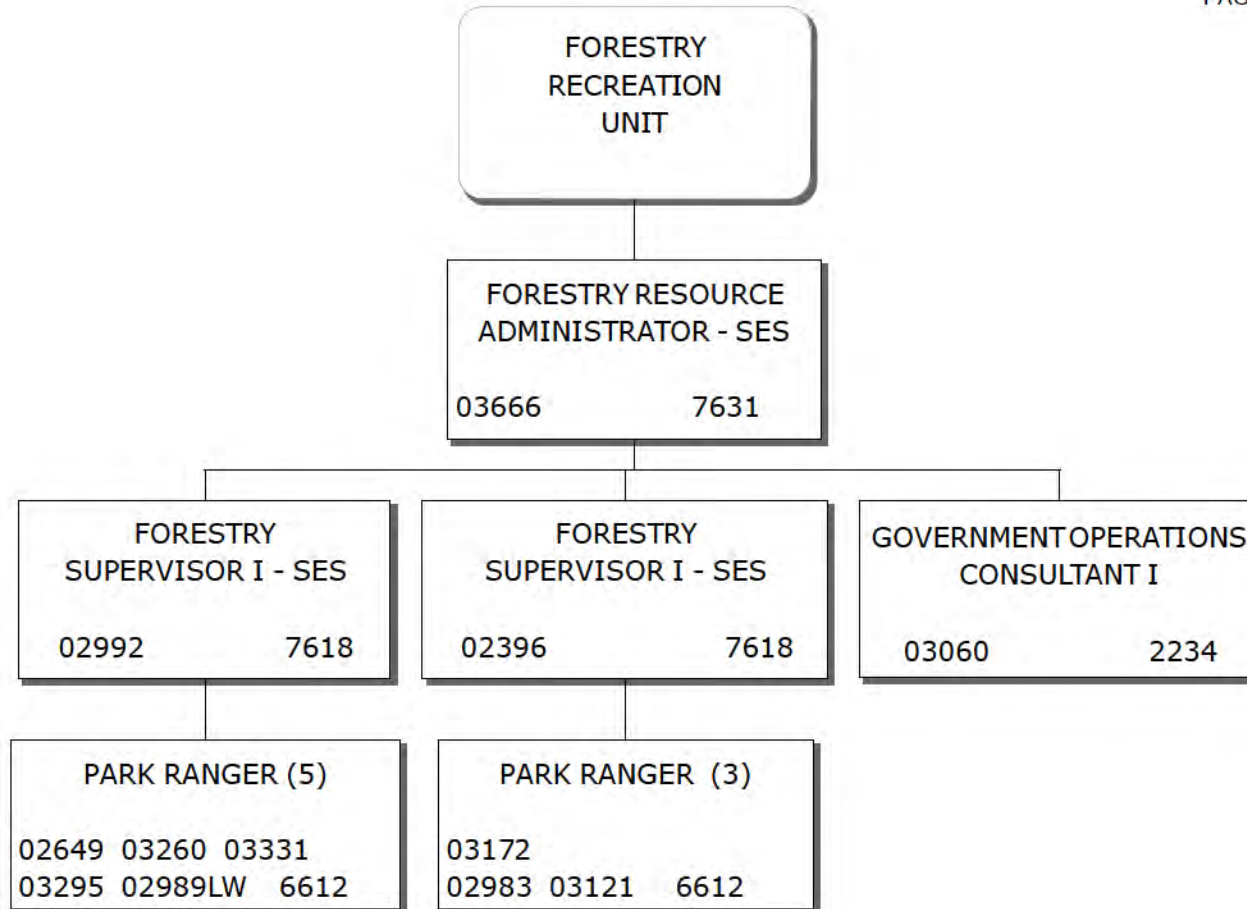 FORESTRY
RECREATION
UNIT
FORESTRY RESOURCE
ADMINISTRATOR - SES
03666 7631
FORESTRY
SUPERVISOR I - SES
02992 7618
FORESTRY
SUPERVISOR I - SES
02396 7618
GOVERNMENT OPERATIONS
CONSULTANT I
03060 2234
PARK RANGER (5)
02649 03260 03331
03295 02989LW 6612
PARK RANGER (3)
03172
02983 03121 6612